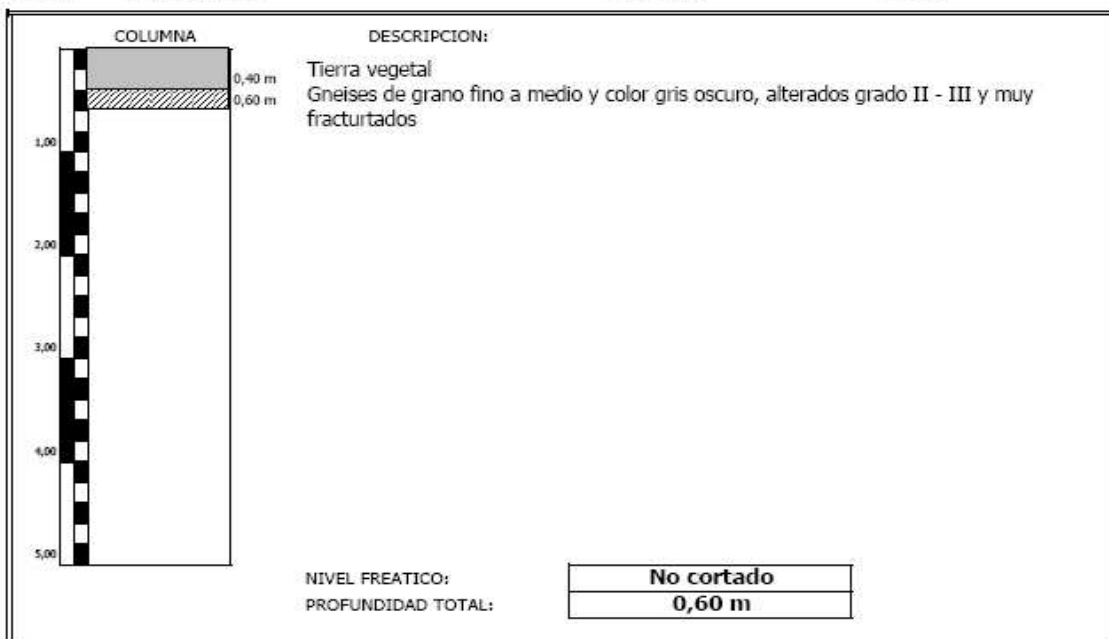 COLUMNA
DESCRIPCION:
0,40 m
Tierra vegetal
0,60 m
Gneises de grano fino a medio y color gris oscuro, alterados grado II - III y muy
fracturtados
1,00
2,00
3,00
4,00
5,00
NIVEL FREATICO:
No cortado
PROFUNDIDAD TOTAL:
0,60 m